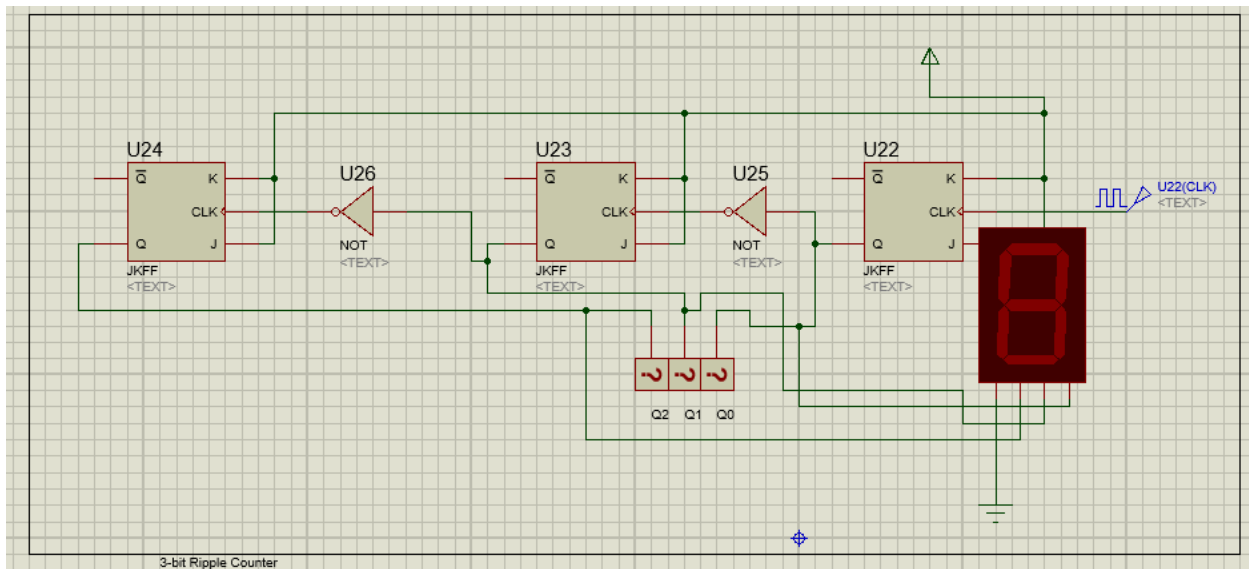 U24
Q K
CLK
Q J
JKFF
<TEXT>
U26
NOT
<TEXT>
U23
Q K
CLK
Q J
JKFF
<TEXT>
U25
NOT
<TEXT>
U22
Q K
CLK
Q J
JKFF
<TEXT>
U22(CLK)
<TEXT>
? ? ?
Q2 Q1 Q0
3-bit Ripple Counter